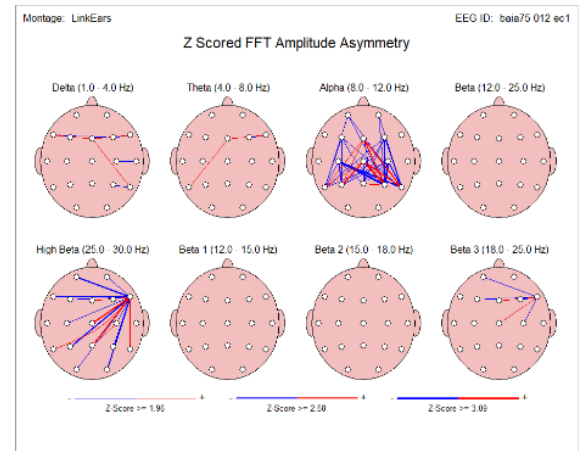 Montage: LinkEars EEG ID: baia75 012 ec1
Z Scored FFT Amplitude Asymmetry
Delta (1.0 - 4.0 Hz) Theta (4.0 - 8.0 Hz) Alpha (8.0 - 12.0 Hz) Beta (12.0 - 25.0 Hz)
High Beta (25.0 - 30.0 Hz) Beta 1 (12.0 - 15.0 Hz) Beta 2 (15.0 - 18.0 Hz) Beta 3 (18.0 - 25.0 Hz)
- + - + - +
Z-Score >= 1.96 Z-Score >= 2.58 Z-Score >= 3.09